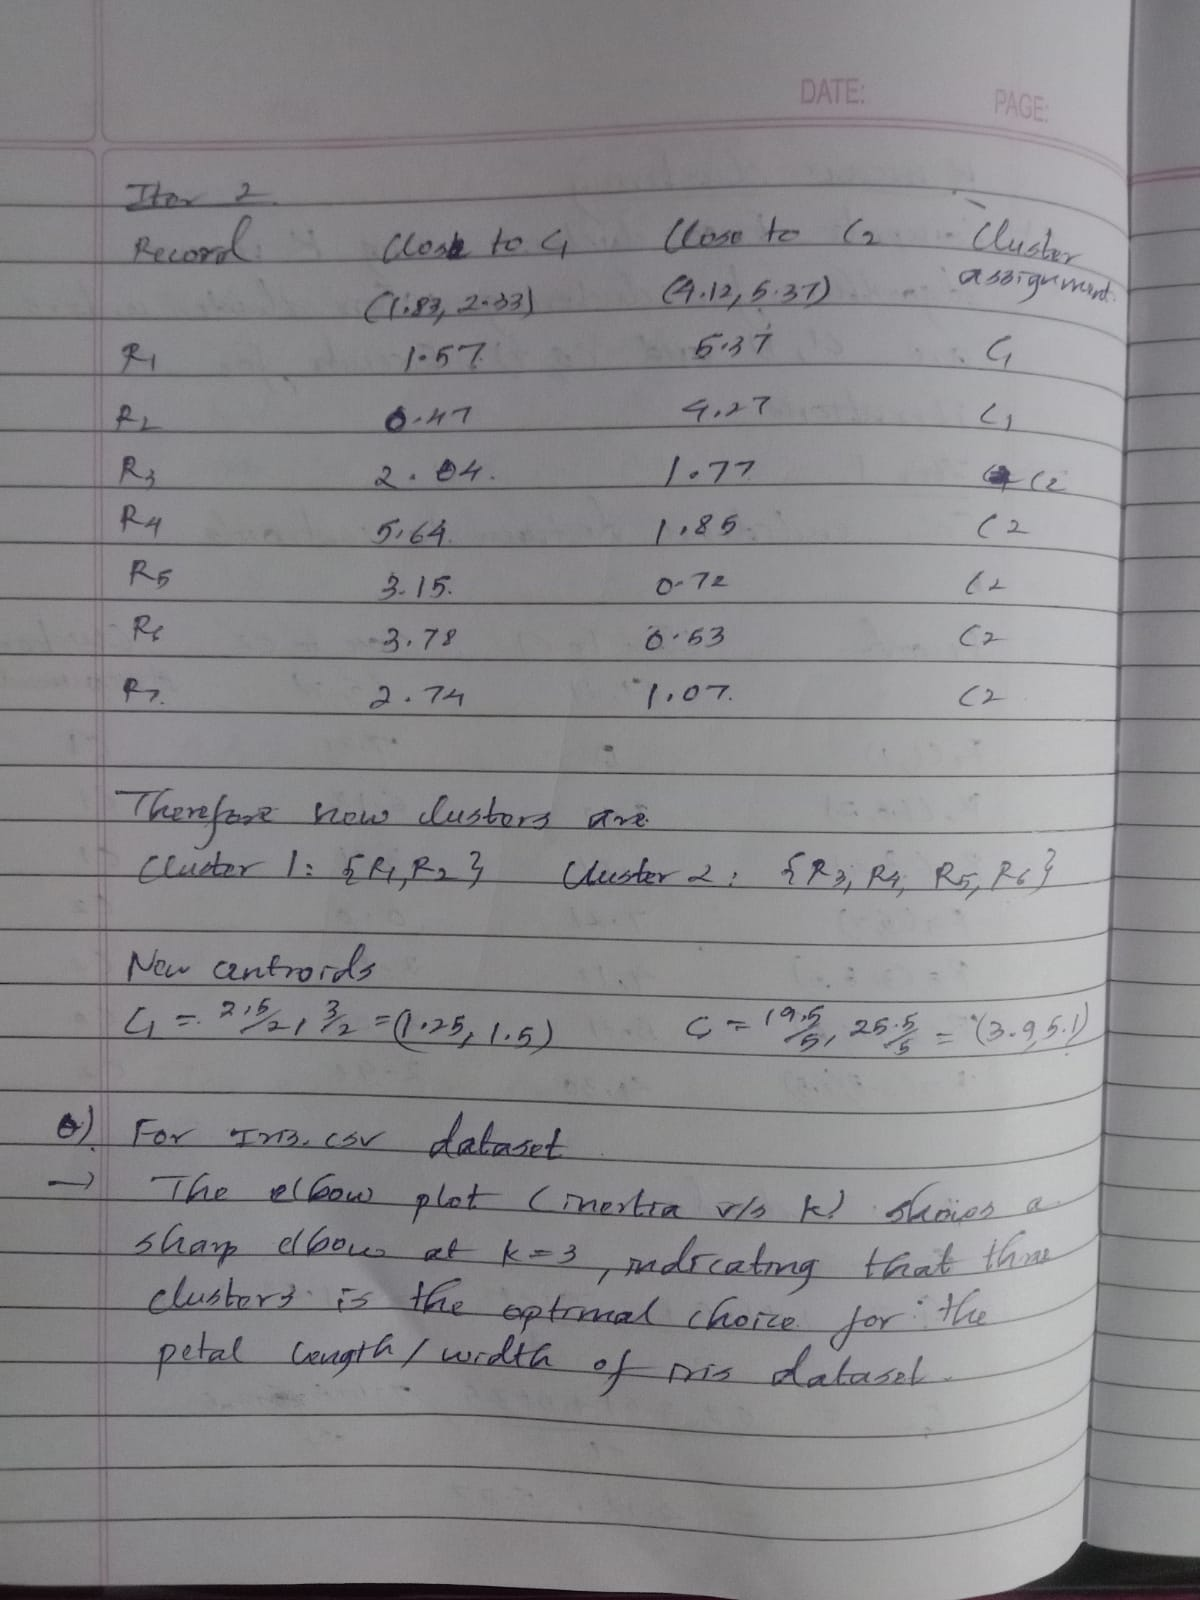 DATE:
PAGE:
Iter 2.
Record Close to C1 Close to C2 Cluster assignment.
(1.83, 2.33) (4.12, 5.37)
R1 1.57 5.37 C1
R2 0.47 4.27 C1
R3 2.04. 1.77 C2
R4 5.64. 1.85. C2
R5 3.15. 0.72 C2
R6 3.78 0.53 C2
R7. 2.74 1.07. C2
Therefore new clusters are
Cluster 1: {R1, R2} Cluster 2: {R3, R4, R5, R6}
New centroids
C1 = 2.5/2, 3/2 = (1.25, 1.5) C = 19.5/5, 25.5/5 = (3.9, 5.1)
Q). For Iris.csv dataset
→ The elbow plot (inertia v/s k) shows a
sharp elbow at k=3, indicating that three
clusters is the optimal choice for the
petal length/width of iris dataset.